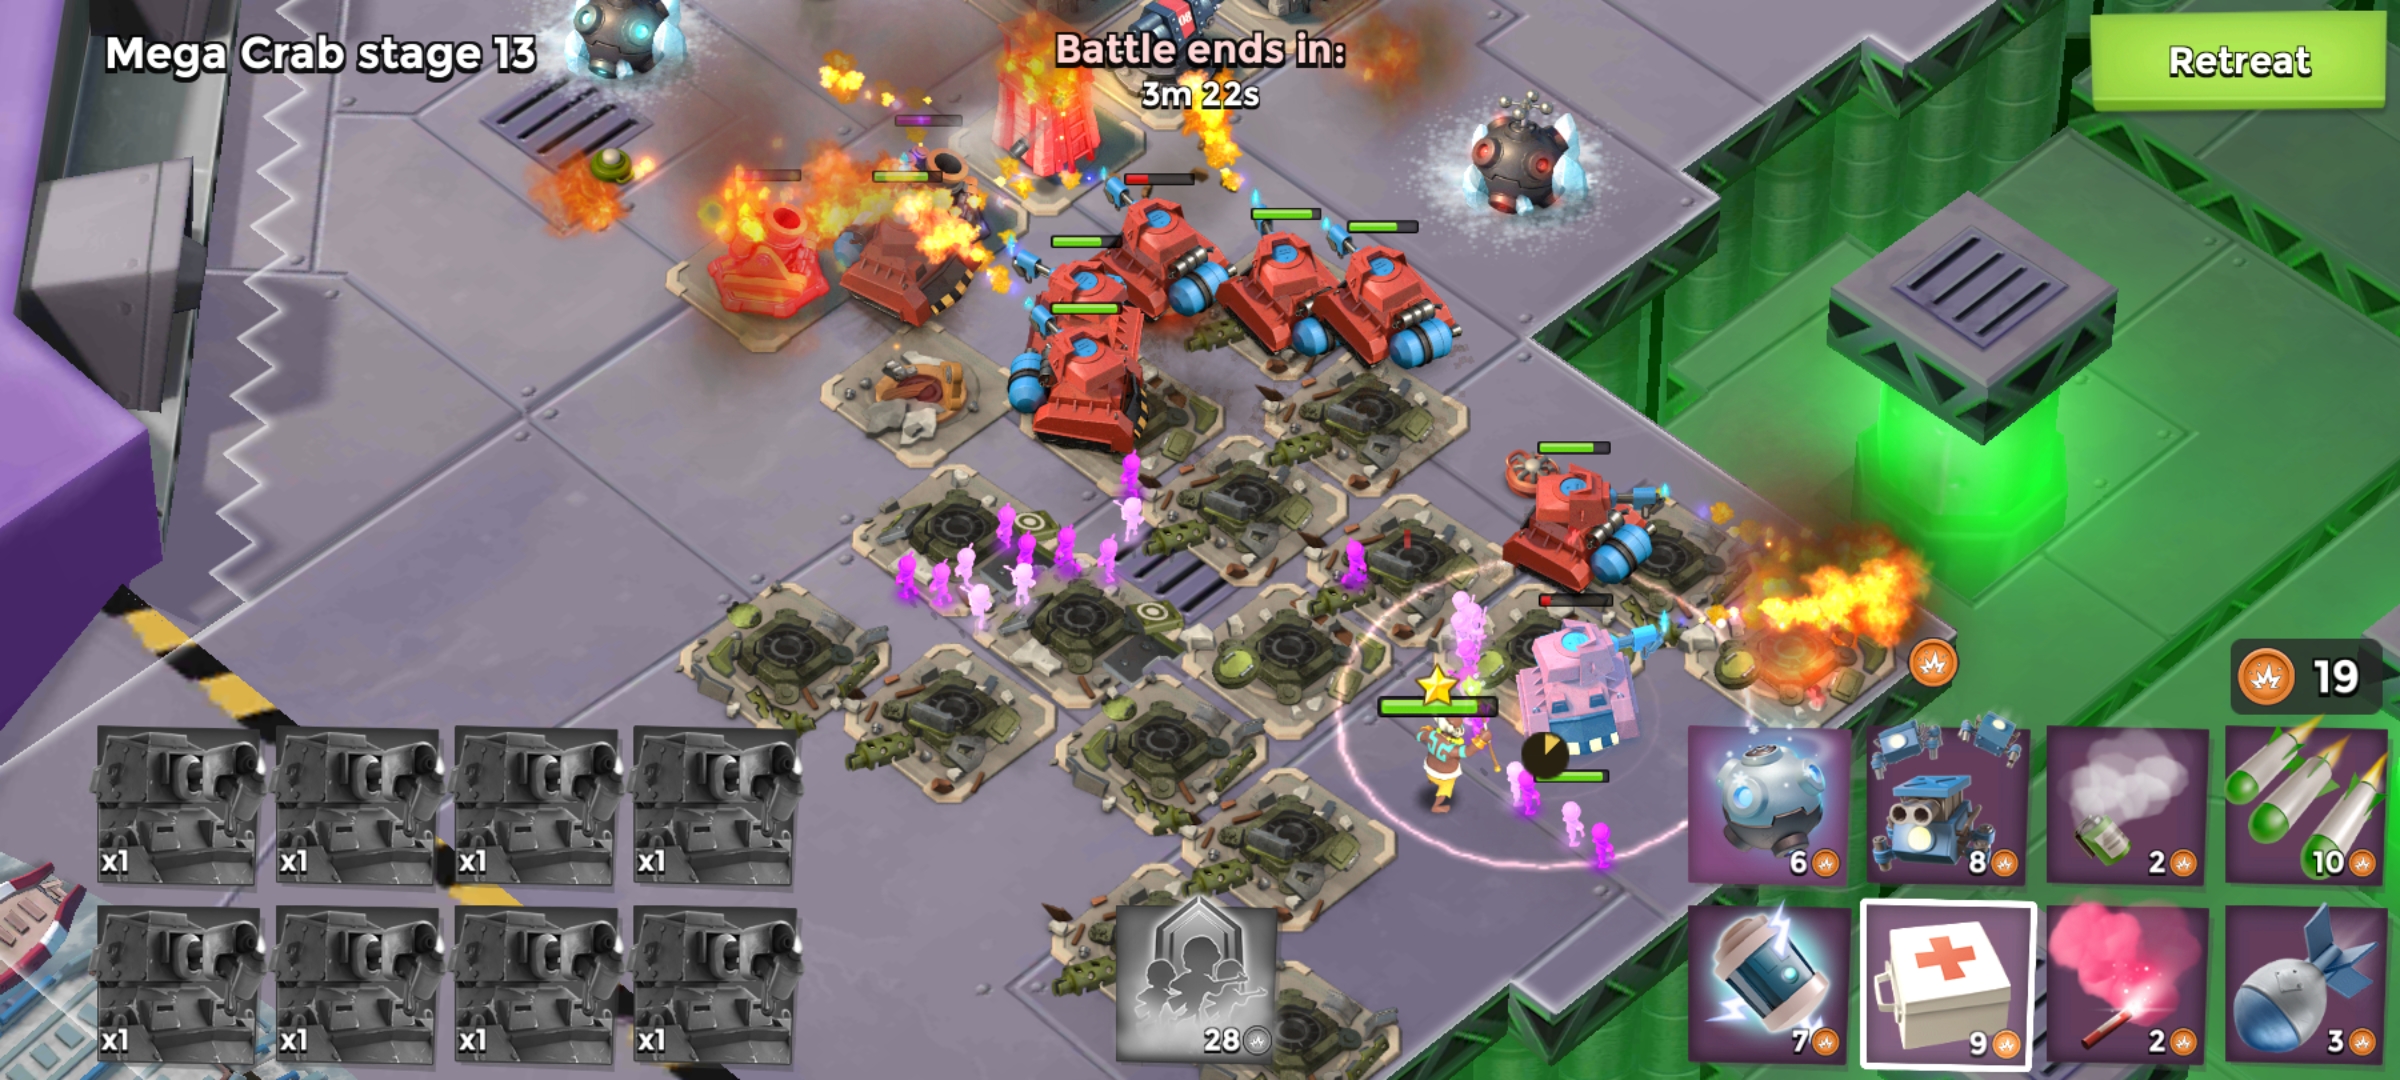 Mega Crab stage 13
Battle ends in:
3m 22s
Retreat
19
6
8
2
10
7
9
2
3
x1
x1
x1
x1
x1
x1
x1
x1
28